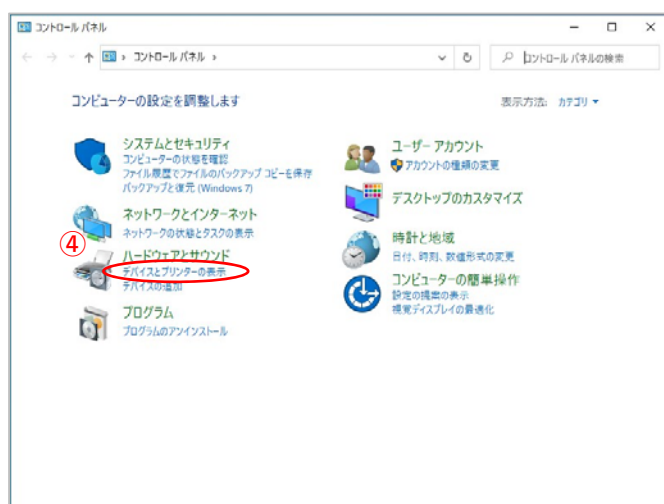 コントロール パネル
コントロール パネル
コントロール パネルの検索
コンピューターの設定を調整します
表示方法: カテゴリ
システムとセキュリティ
コンピューターの状態を確認
ファイル履歴でファイルのバックアップ コピーを保存
バックアップと復元 (Windows 7)
ネットワークとインターネット
ネットワークの状態とタスクの表示
④
ハードウェアとサウンド
デバイスとプリンターの表示
デバイスの追加
プログラム
プログラムのアンインストール
ユーザー アカウント
アカウントの種類の変更
デスクトップのカスタマイズ
時計と地域
日付、時刻、数値形式の変更
コンピューターの簡単操作
設定の提案の表示
視覚ディスプレイの最適化